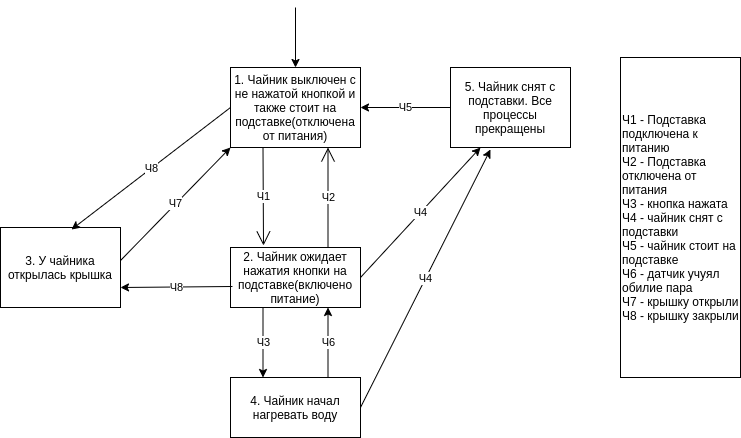 1. Чайник выключен с
не нажатой кнопкой и
также стоит на
подставке(отключена
от питания)
5. Чайник снят с
подставки. Все
процессы
прекращены
Ч5
Ч8
Ч7
Ч1
Ч2
Ч4
3. У чайника
открылась крышка
2. Чайник ожидает
нажатия кнопки на
подставке(включено
питание)
Ч8
Ч4
Ч3
Ч6
4. Чайник начал
нагревать воду
Ч1 - Подставка
подключена к
питанию
Ч2 - Подставка
отключена от
питания
Ч3 - кнопка нажата
Ч4 - чайник снят с
подставки
Ч5 - чайник стоит на
подставке
Ч6 - датчик учуял
обилие пара
Ч7 - крышку открыли
Ч8 - крышку закрыли